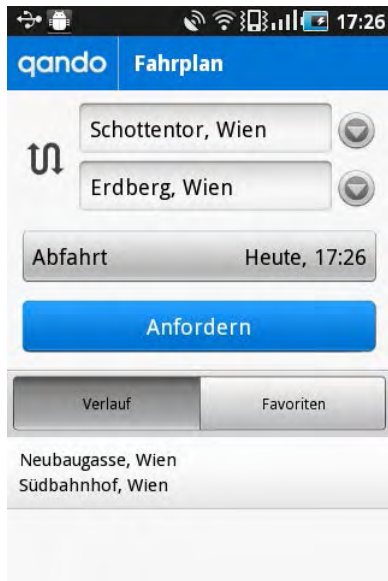 17:26
qando Fahrplan
Schottentor, Wien
Erdberg, Wien
Abfahrt Heute, 17:26
Anfordern
Verlauf Favoriten
Neubaugasse, Wien
Südbahnhof, Wien